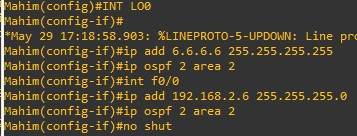 Mahim(config)#INT LO0
Mahim(config-if)#
*May 29 17:18:58.903: %LINEPROTO-5-UPDOWN: Line pro
Mahim(config-if)#ip add 6.6.6.6 255.255.255.255
Mahim(config-if)#ip ospf 2 area 2
Mahim(config-if)#int f0/0
Mahim(config-if)#ip add 192.168.2.6 255.255.255.0
Mahim(config-if)#ip ospf 2 area 2
Mahim(config-if)#no shut